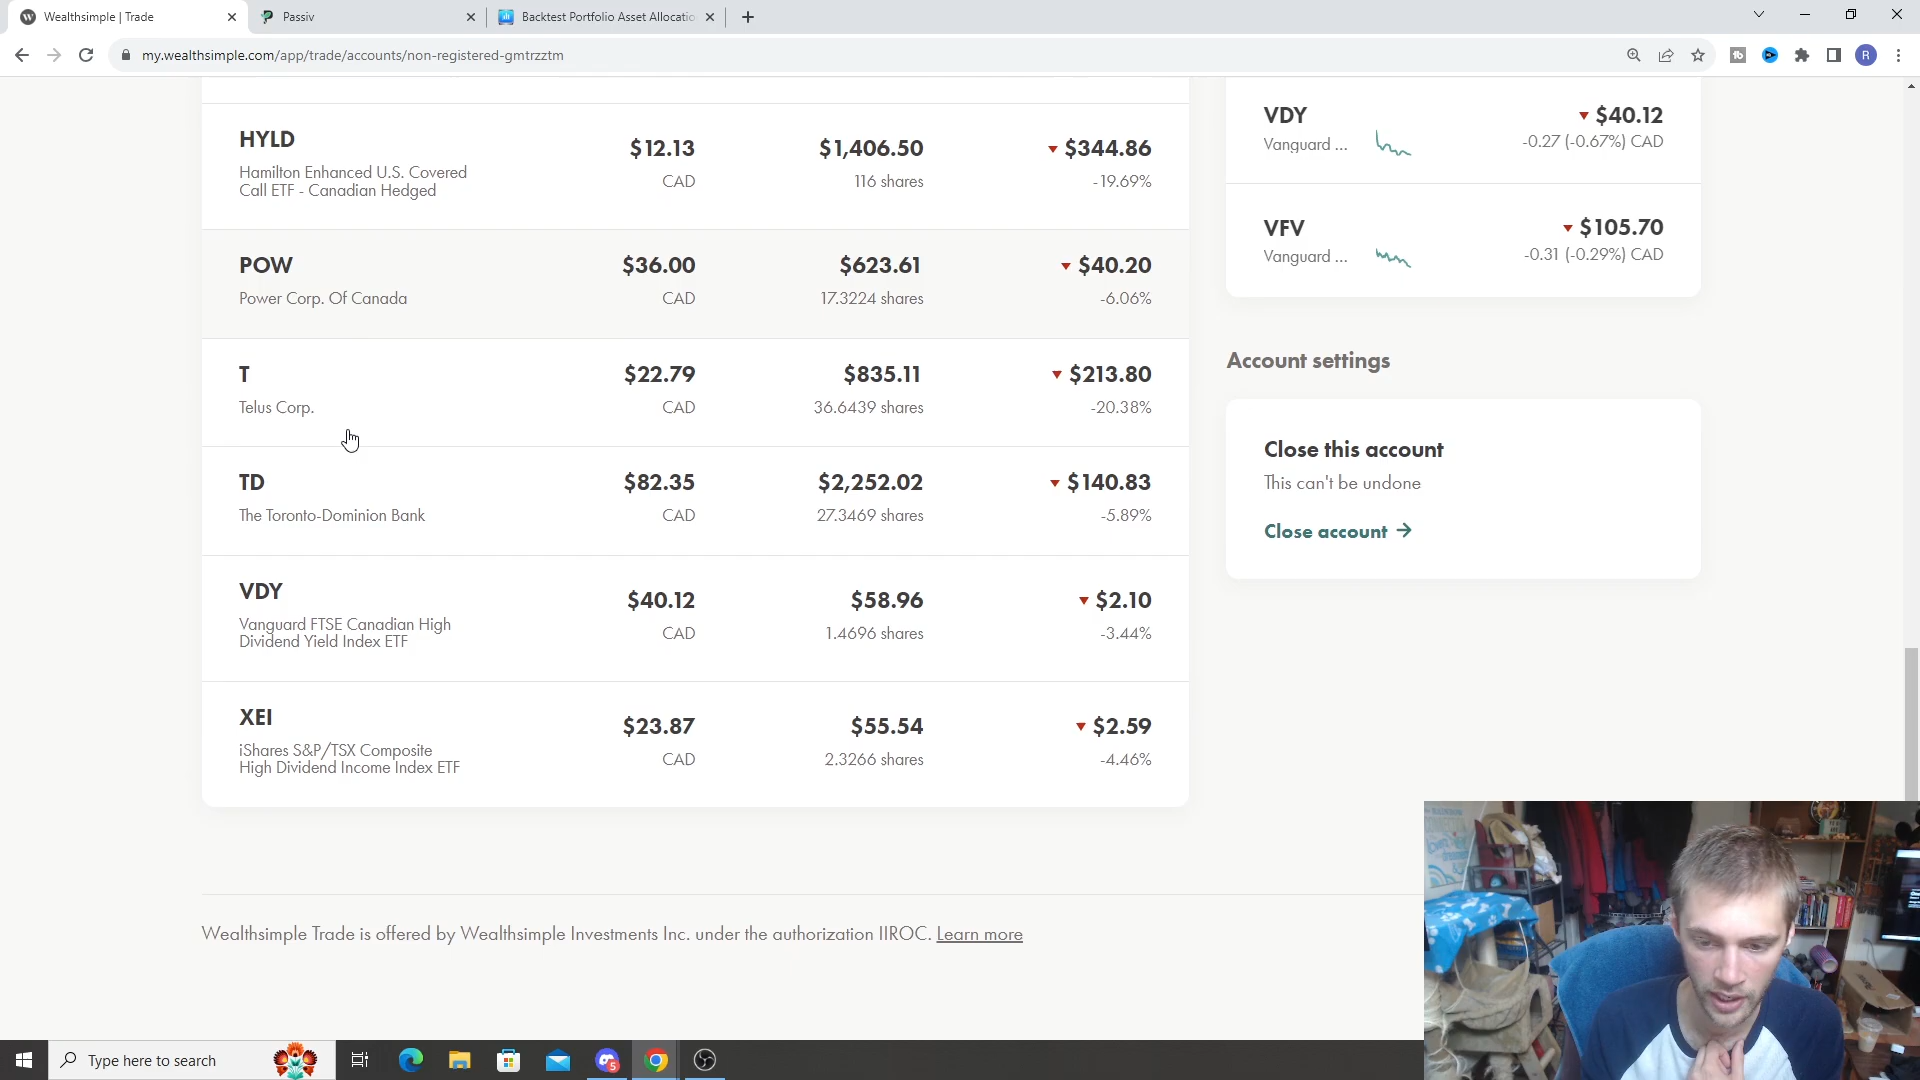 Wealthsimple | Trade
Passiv
Backtest Portfolio Asset Allocatio
my.wealthsimple.com/app/trade/accounts/non-registered-gmtrzztm
R
HYLD
Hamilton Enhanced U.S. Covered
Call ETF - Canadian Hedged
$12.13
CAD
$1,406.50
116 shares
$344.86
-19.69%
POW
Power Corp. Of Canada
$36.00
CAD
$623.61
17.3224 shares
$40.20
-6.06%
T
Telus Corp.
$22.79
CAD
$835.11
36.6439 shares
$213.80
-20.38%
TD
The Toronto-Dominion Bank
$82.35
CAD
$2,252.02
27.3469 shares
$140.83
-5.89%
VDY
Vanguard FTSE Canadian High
Dividend Yield Index ETF
$40.12
CAD
$58.96
1.4696 shares
$2.10
-3.44%
XEI
iShares S&P/TSX Composite
High Dividend Income Index ETF
$23.87
CAD
$55.54
2.3266 shares
$2.59
-4.46%
VDY
Vanguard ...
$40.12
-0.27 (-0.67%) CAD
VFV
Vanguard ...
$105.70
-0.31 (-0.29%) CAD
Account settings
Close this account
This can't be undone
Close account →
Wealthsimple Trade is offered by Wealthsimple Investments Inc. under the authorization IIROC. Learn more
Type here to search
5